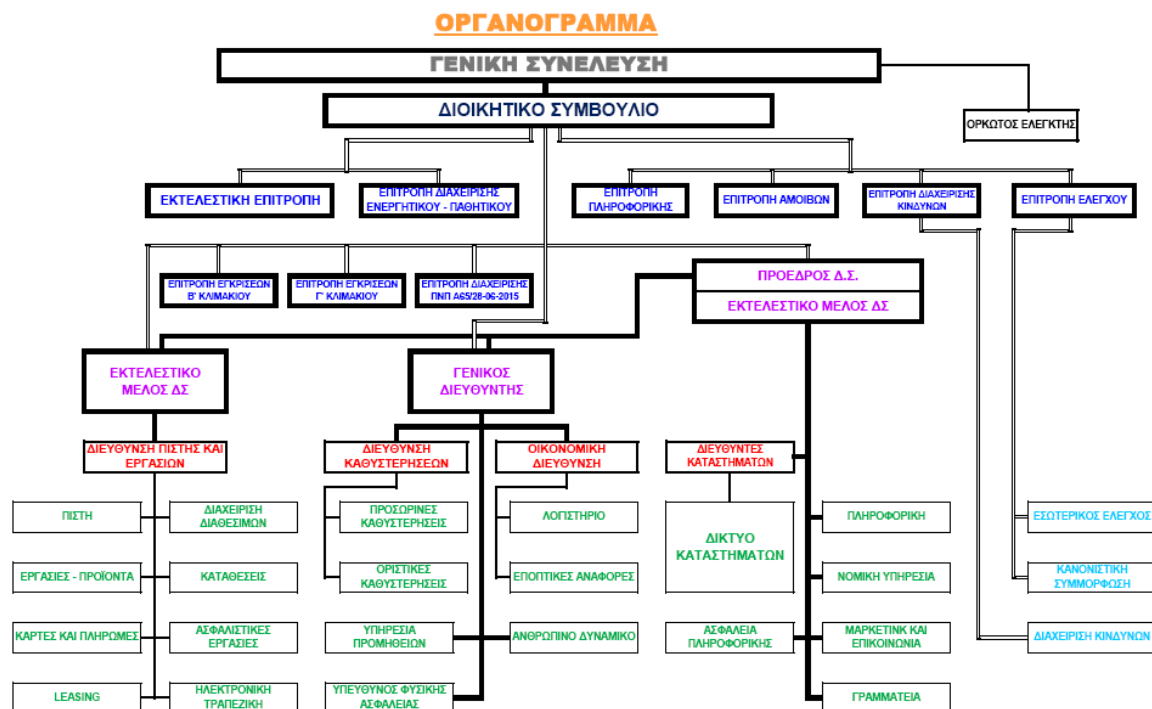 ΟΡΓΑΝΟΓΡΑΜΜΑ
ΓΕΝΙΚΗ ΣΥΝΕΛΕΥΣΗ
ΔΙΟΙΚΗΤΙΚΟ ΣΥΜΒΟΥΛΙΟ
ΟΡΚΩΤΟΣ ΕΛΕΓΚΤΗΣ
ΕΚΤΕΛΕΣΤΙΚΗ ΕΠΙΤΡΟΠΗ
ΕΠΙΤΡΟΠΗ ΔΙΑΧΕΙΡΙΣΗΣ
ΕΝΕΡΓΗΤΙΚΟΥ - ΠΑΘΗΤΙΚΟΥ
ΕΠΙΤΡΟΠΗ
ΠΛΗΡΟΦΟΡΙΚΗΣ
ΕΠΙΤΡΟΠΗ ΑΜΟΙΒΩΝ
ΕΠΙΤΡΟΠΗ ΔΙΑΧΕΙΡΙΣΗΣ
ΚΙΝΔΥΝΩΝ
ΕΠΙΤΡΟΠΗ ΕΛΕΓΧΟΥ
ΕΠΙΤΡΟΠΗ ΕΓΚΡΙΣΕΩΝ
Β' ΚΛΙΜΑΚΙΟΥ
ΕΠΙΤΡΟΠΗ ΕΓΚΡΙΣΕΩΝ
Γ' ΚΛΙΜΑΚΙΟΥ
ΕΠΙΤΡΟΠΗ ΔΙΑΧΕΙΡΙΣΗΣ
ΠΝΠ Α65/28-06-2015
ΠΡΟΕΔΡΟΣ Δ.Σ.
ΕΚΤΕΛΕΣΤΙΚΟ ΜΕΛΟΣ ΔΣ
ΕΚΤΕΛΕΣΤΙΚΟ
ΜΕΛΟΣ ΔΣ
ΓΕΝΙΚΟΣ
ΔΙΕΥΘΥΝΤΗΣ
ΔΙΕΥΘΥΝΣΗ ΠΙΣΤΗΣ ΚΑΙ
ΕΡΓΑΣΙΩΝ
ΔΙΕΥΘΥΝΣΗ
ΚΑΘΥΣΤΕΡΗΣΕΩΝ
ΟΙΚΟΝΟΜΙΚΗ
ΔΙΕΥΘΥΝΣΗ
ΔΙΕΥΘΥΝΤΕΣ
ΚΑΤΑΣΤΗΜΑΤΩΝ
ΠΙΣΤΗ
ΔΙΑΧΕΙΡΙΣΗ
ΔΙΑΘΕΣΙΜΩΝ
ΠΡΟΣΩΡΙΝΕΣ
ΚΑΘΥΣΤΕΡΗΣΕΙΣ
ΛΟΓΙΣΤΗΡΙΟ
ΔΙΚΤΥΟ
ΚΑΤΑΣΤΗΜΑΤΩΝ
ΠΛΗΡΟΦΟΡΙΚΗ
ΕΣΩΤΕΡΙΚΟΣ ΕΛΕΓΧΟΣ
ΕΡΓΑΣΙΕΣ - ΠΡΟΪΟΝΤΑ
ΚΑΤΑΘΕΣΕΙΣ
ΟΡΙΣΤΙΚΕΣ
ΚΑΘΥΣΤΕΡΗΣΕΙΣ
ΕΠΟΠΤΙΚΕΣ ΑΝΑΦΟΡΕΣ
ΝΟΜΙΚΗ ΥΠΗΡΕΣΙΑ
ΚΑΝΟΝΙΣΤΙΚΗ
ΣΥΜΜΟΡΦΩΣΗ
ΚΑΡΤΕΣ ΚΑΙ ΠΛΗΡΩΜΕΣ
ΑΣΦΑΛΙΣΤΙΚΕΣ
ΕΡΓΑΣΙΕΣ
ΥΠΗΡΕΣΙΑ
ΠΡΟΜΗΘΕΙΩΝ
ΑΝΘΡΩΠΙΝΟ ΔΥΝΑΜΙΚΟ
ΑΣΦΑΛΕΙΑ
ΠΛΗΡΟΦΟΡΙΚΗΣ
ΜΑΡΚΕΤΙΝΚ ΚΑΙ
ΕΠΙΚΟΙΝΩΝΙΑ
ΔΙΑΧΕΙΡΙΣΗ ΚΙΝΔΥΝΩΝ
LEASING
ΗΛΕΚΤΡΟΝΙΚΗ
ΤΡΑΠΕΖΙΚΗ
ΥΠΕΥΘΥΝΟΣ ΦΥΣΙΚΗΣ
ΑΣΦΑΛΕΙΑΣ
ΓΡΑΜΜΑΤΕΙΑ